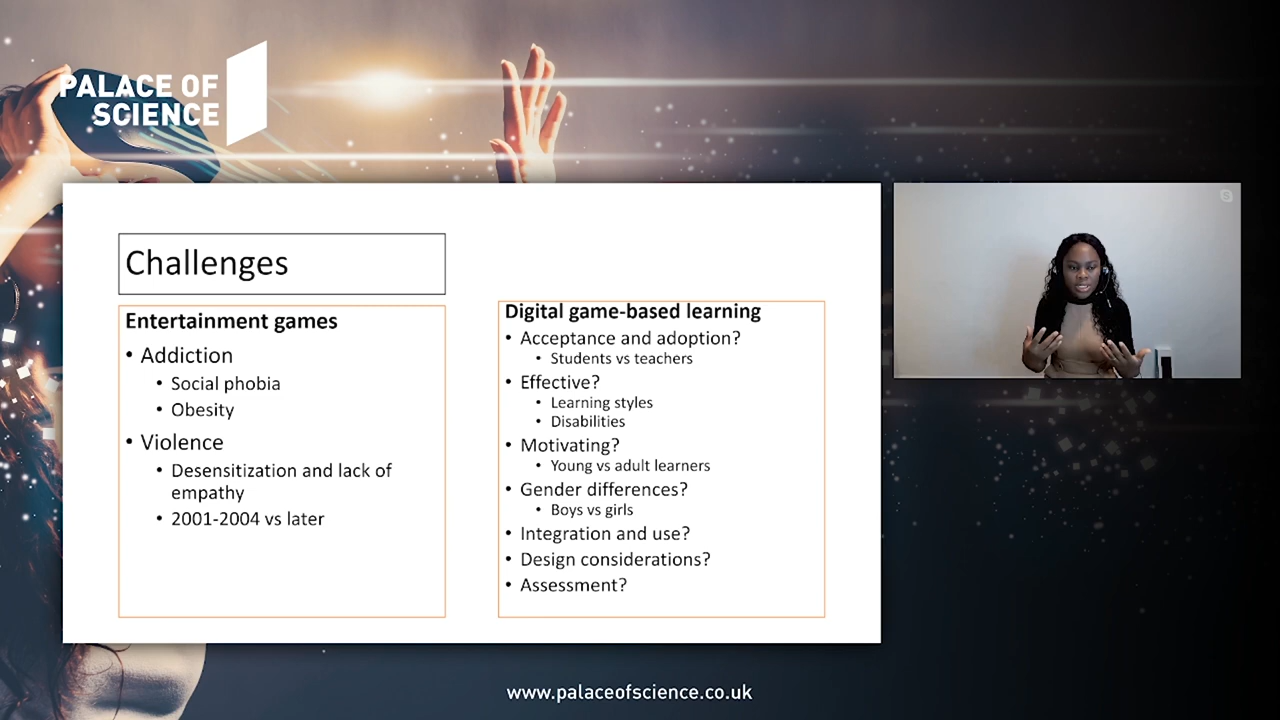 PALACE OF
SCIENCE
Challenges
Entertainment games
• Addiction
• Social phobia
• Obesity
• Violence
• Desensitization and lack of
empathy
• 2001-2004 vs later
Digital game-based learning
• Acceptance and adoption?
• Students vs teachers
• Effective?
• Learning styles
• Disabilities
• Motivating?
• Young vs adult learners
• Gender differences?
• Boys vs girls
• Integration and use?
• Design considerations?
• Assessment?
www.palaceofscience.co.uk